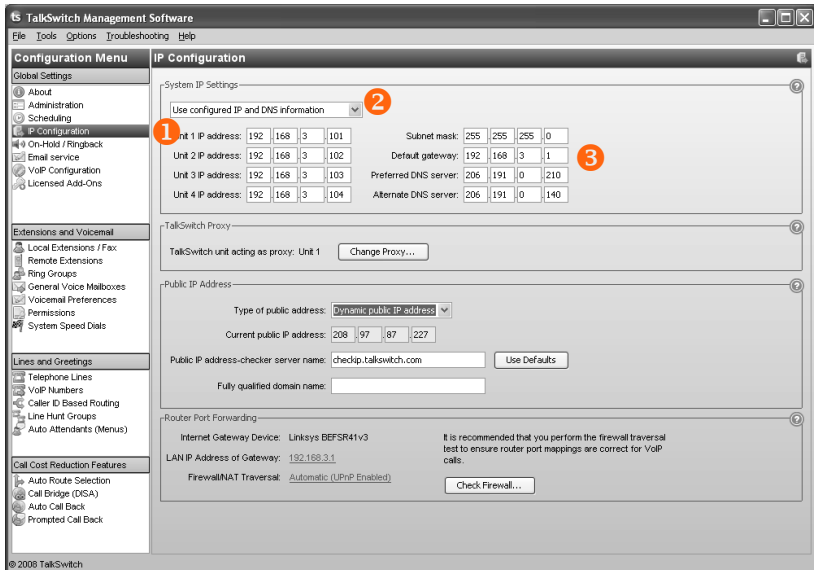 ts TalkSwitch Management Software
File Tools Options Troubleshooting Help
Configuration Menu
Global Settings
About
Administration
Scheduling
IP Configuration
On-Hold / Ringback
Email service
VoIP Configuration
Licensed Add-Ons
Extensions and Voicemail
Local Extensions / Fax
Remote Extensions
Ring Groups
General Voice Mailboxes
Voicemail Preferences
Permissions
System Speed Dials
Lines and Greetings
Telephone Lines
VoIP Numbers
Caller ID Based Routing
Line Hunt Groups
Auto Attendants (Menus)
Call Cost Reduction Features
Auto Route Selection
Call Bridge (DISA)
Auto Call Back
Prompted Call Back
© 2008 TalkSwitch
IP Configuration
System IP Settings
Use configured IP and DNS information 2
1 nit 1 IP address: 192 .168 .3 .101 Subnet mask: 255 .255 .255 .0
Unit 2 IP address: 192 .168 .3 .102 Default gateway: 192 .168 .3 .1 3
Unit 3 IP address: 192 .168 .3 .103 Preferred DNS server: 206 .191 .0 .210
Unit 4 IP address: 192 .168 .3 .104 Alternate DNS server: 206 .191 .0 .140
TalkSwitch Proxy
TalkSwitch unit acting as proxy: Unit 1 Change Proxy...
Public IP Address
Type of public address: Dynamic public IP address
Current public IP address: 208 .97 .87 .227
Public IP address-checker server name: checkip.talkswitch.com Use Defaults
Fully qualified domain name:
Router Port Forwarding
Internet Gateway Device: Linksys BEFSR41v3
LAN IP Address of Gateway: 192.168.3.1
Firewall/NAT Traversal: Automatic (UPnP Enabled)
It is recommended that you perform the firewall traversal
test to ensure router port mappings are correct for VoIP
calls.
Check Firewall...